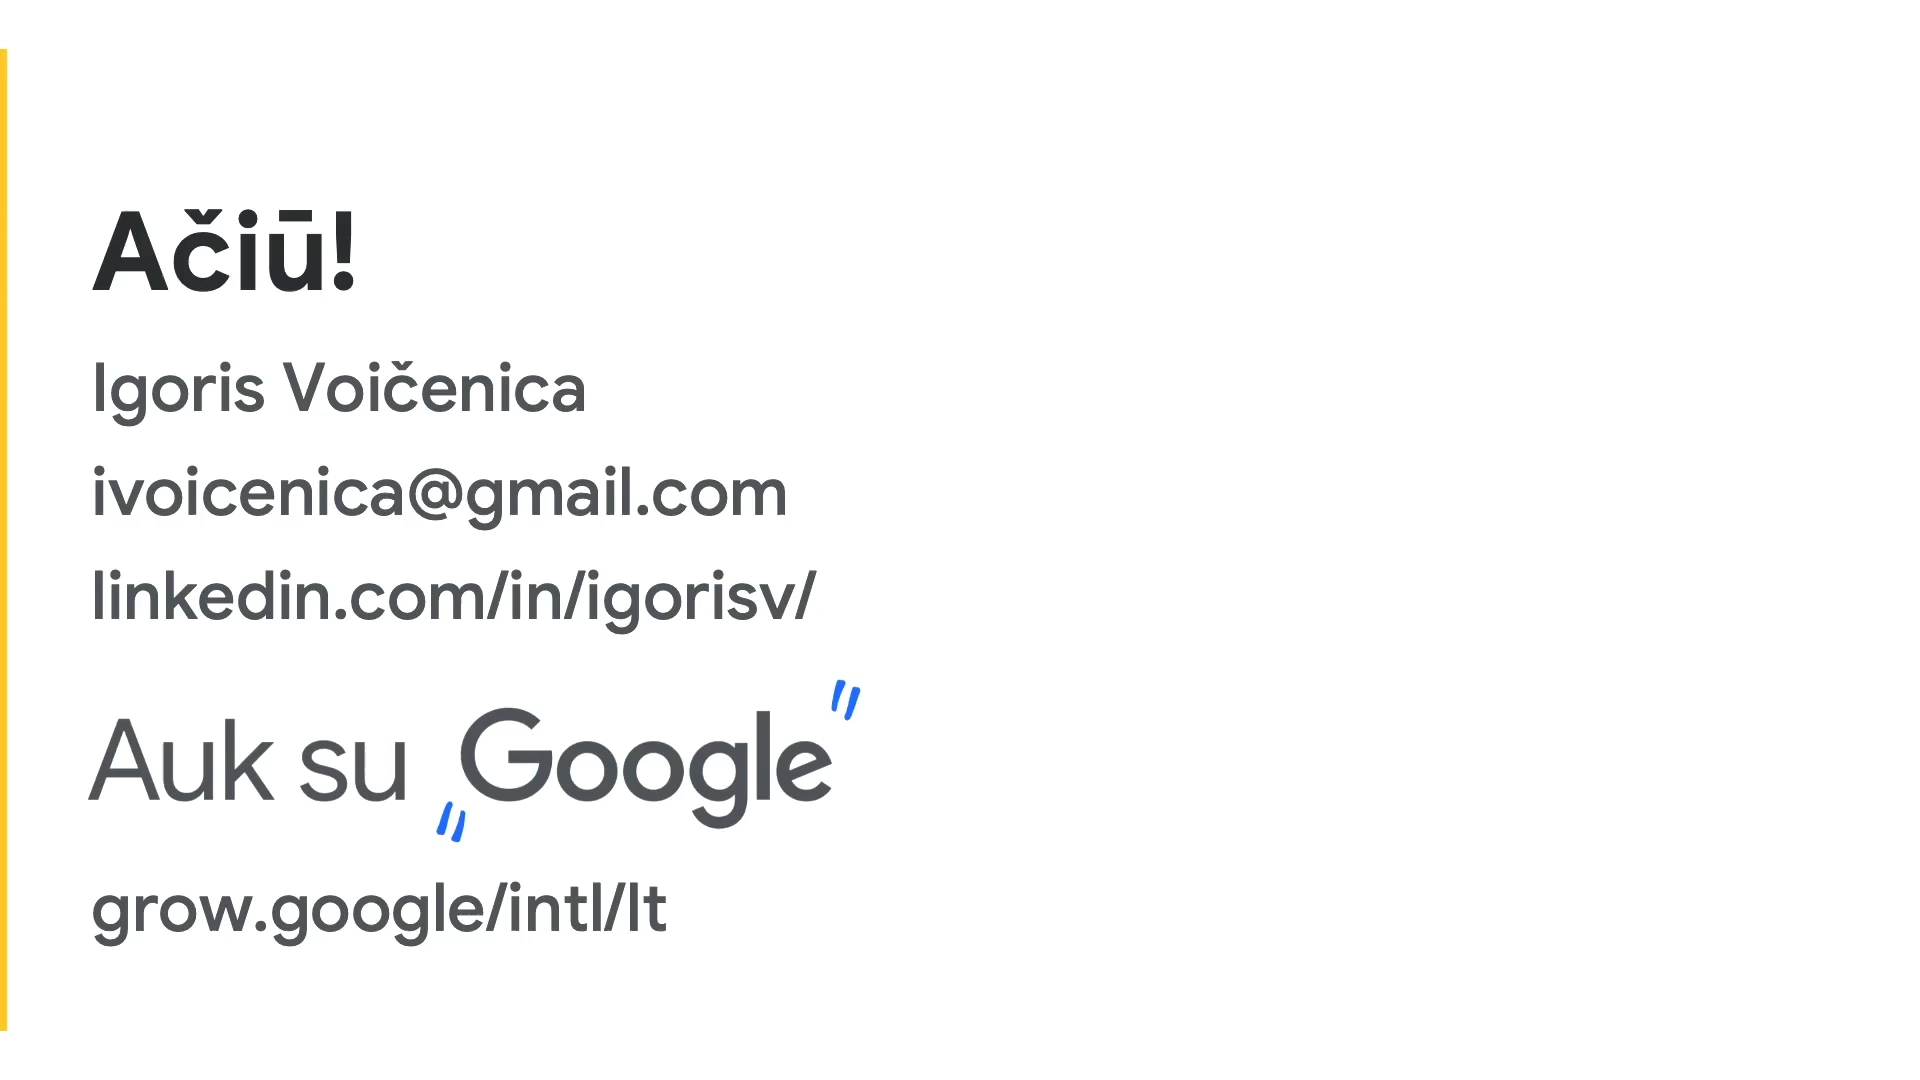 Ačiū!
Igoris Voičenica
ivoicenica@gmail.com
linkedin.com/in/igorisv/
Auk su "Google"
grow.google/intl/lt